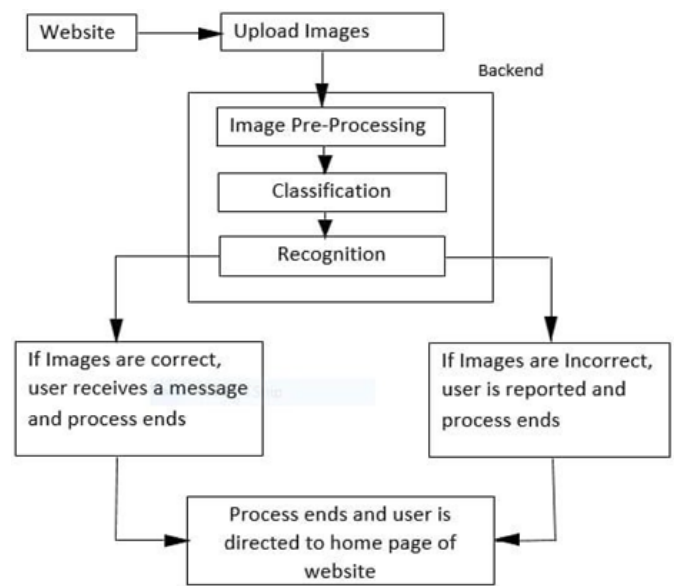 Website
Upload Images
Backend
Image Pre-Processing
Classification
Recognition
If Images are correct,
user receives a message
and process ends
If Images are Incorrect,
user is reported and
process ends
Process ends and user is
directed to home page of
website